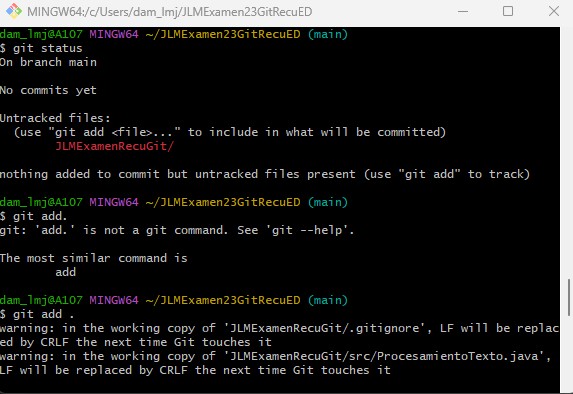 MINGW64:/c/Users/dam_lmj/JLMExamen23GitRecuED
dam_lmj@A107 MINGW64 ~/JLMExamen23GitRecuED (main)
$ git status
On branch main
No commits yet
Untracked files:
(use "git add <file>..." to include in what will be committed)
JLMExamenRecuGit/
nothing added to commit but untracked files present (use "git add" to track)
dam_lmj@A107 MINGW64 ~/JLMExamen23GitRecuED (main)
$ git add.
git: 'add.' is not a git command. See 'git --help'.
The most similar command is
add
dam_lmj@A107 MINGW64 ~/JLMExamen23GitRecuED (main)
$ git add .
warning: in the working copy of 'JLMExamenRecuGit/.gitignore', LF will be replac
ed by CRLF the next time Git touches it
warning: in the working copy of 'JLMExamenRecuGit/src/ProcesamientoTexto.java',
LF will be replaced by CRLF the next time Git touches it